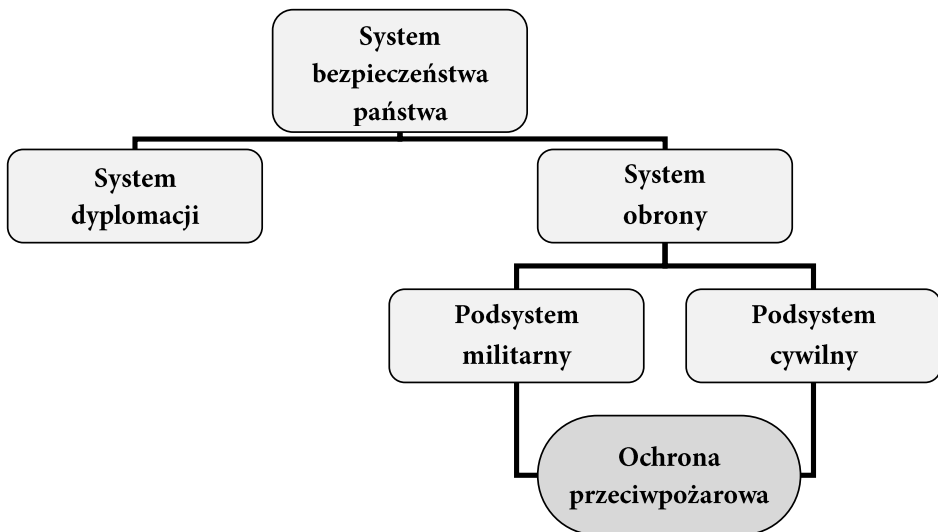 System
bezpieczeństwa
państwa
System
dyplomacji
System
obrony
Podsystem
militarny
Podsystem
cywilny
Ochrona
przeciwpożarowa